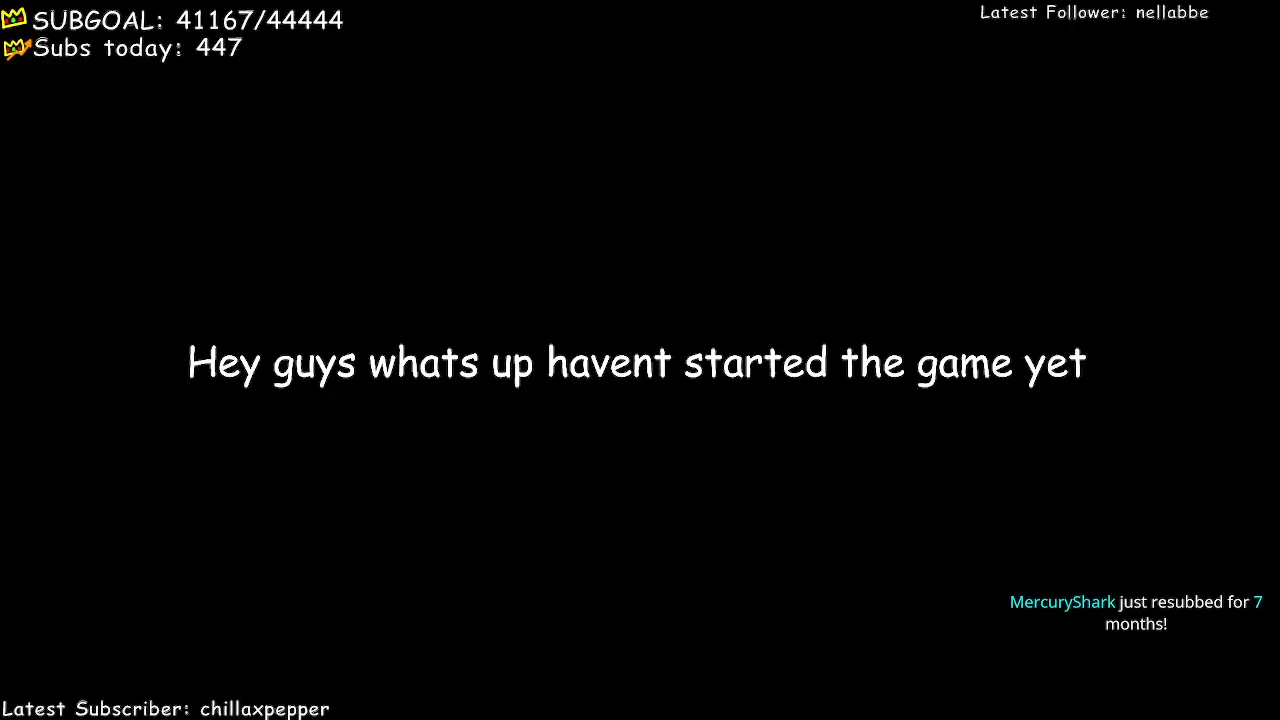 SUBGOAL: 41167/44444
Latest Follower: nellabbe
Subs today: 447
Hey guys whats up havent started the game yet
MercuryShark just resubbed for 7
months!
Latest Subscriber: chillaxpepper